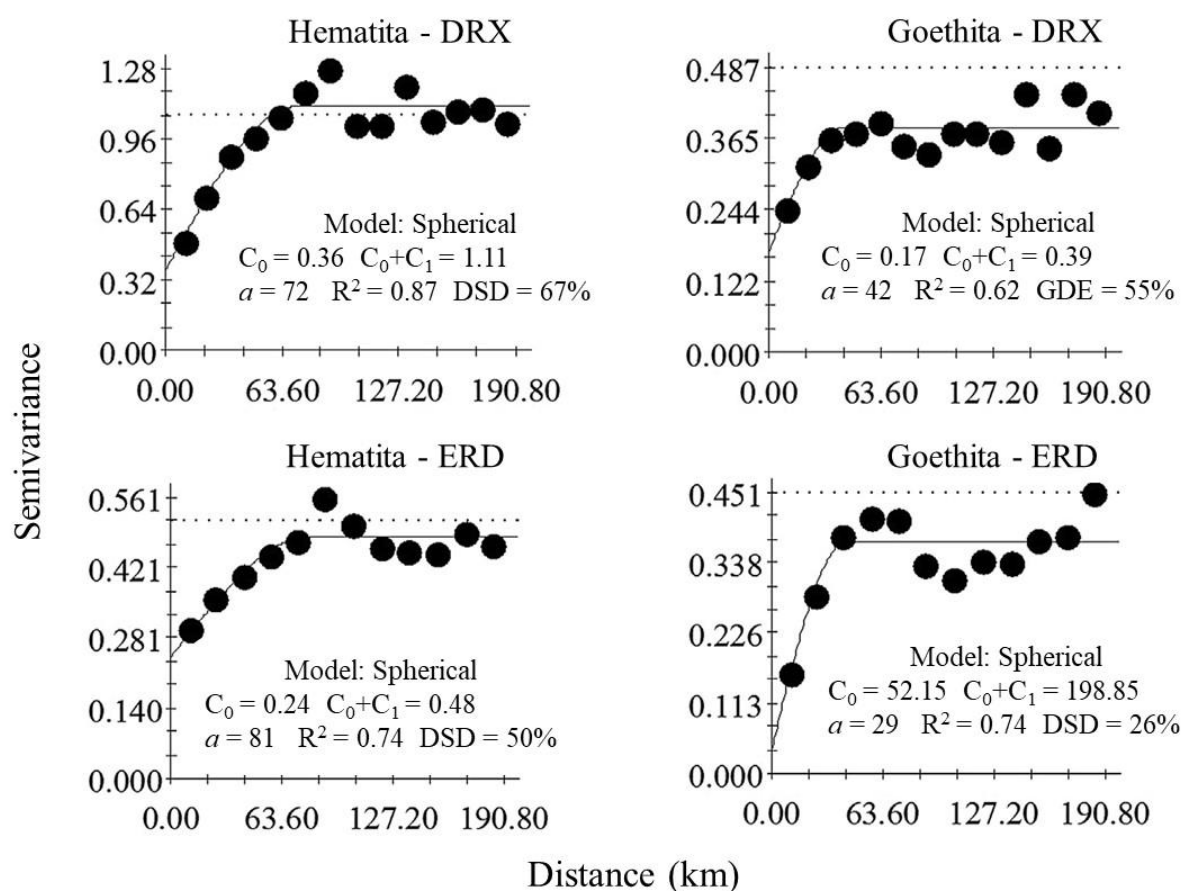 Semivariance
Hematita - DRX
1.28
0.96
0.64
0.32
0.00
Model: Spherical
C₀ = 0.36 C₀+C₁ = 1.11
a = 72 R² = 0.87 DSD = 67%
0.00 63.60 127.20 190.80
Goethita - DRX
0.487
0.365
0.244
0.122
0.000
Model: Spherical
C₀ = 0.17 C₀+C₁ = 0.39
a = 42 R² = 0.62 GDE = 55%
0.00 63.60 127.20 190.80
Hematita - ERD
0.561
0.421
0.281
0.140
0.000
Model: Spherical
C₀ = 0.24 C₀+C₁ = 0.48
a = 81 R² = 0.74 DSD = 50%
0.00 63.60 127.20 190.80
Goethita - ERD
0.451
0.338
0.226
0.113
0.000
Model: Spherical
C₀ = 52.15 C₀+C₁ = 198.85
a = 29 R² = 0.74 DSD = 26%
0.00 63.60 127.20 190.80
Distance (km)